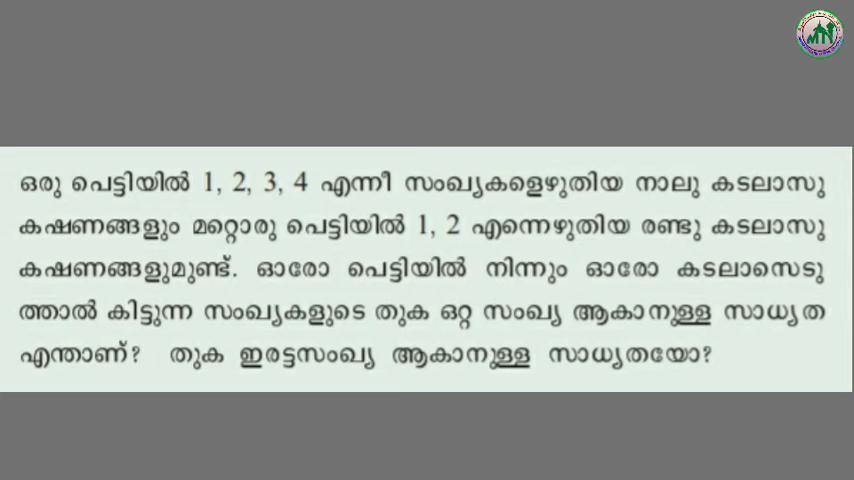 ഒരു പെട്ടിയിൽ 1, 2, 3, 4 എന്നീ സംഖ്യകളെഴുതിയ നാലു കടലാസു
കഷണങ്ങളും മറ്റൊരു പെട്ടിയിൽ 1, 2 എന്നെഴുതിയ രണ്ടു കടലാസു
കഷണങ്ങളുമുണ്ട്. ഓരോ പെട്ടിയിൽ നിന്നും ഓരോ കടലാസെടു
ത്താൽ കിട്ടുന്ന സംഖ്യകളുടെ തുക ഒറ്റ സംഖ്യ ആകാനുള്ള സാധ്യത
എന്താണ്? തുക ഇരട്ടസംഖ്യ ആകാനുള്ള സാധ്യതയോ?